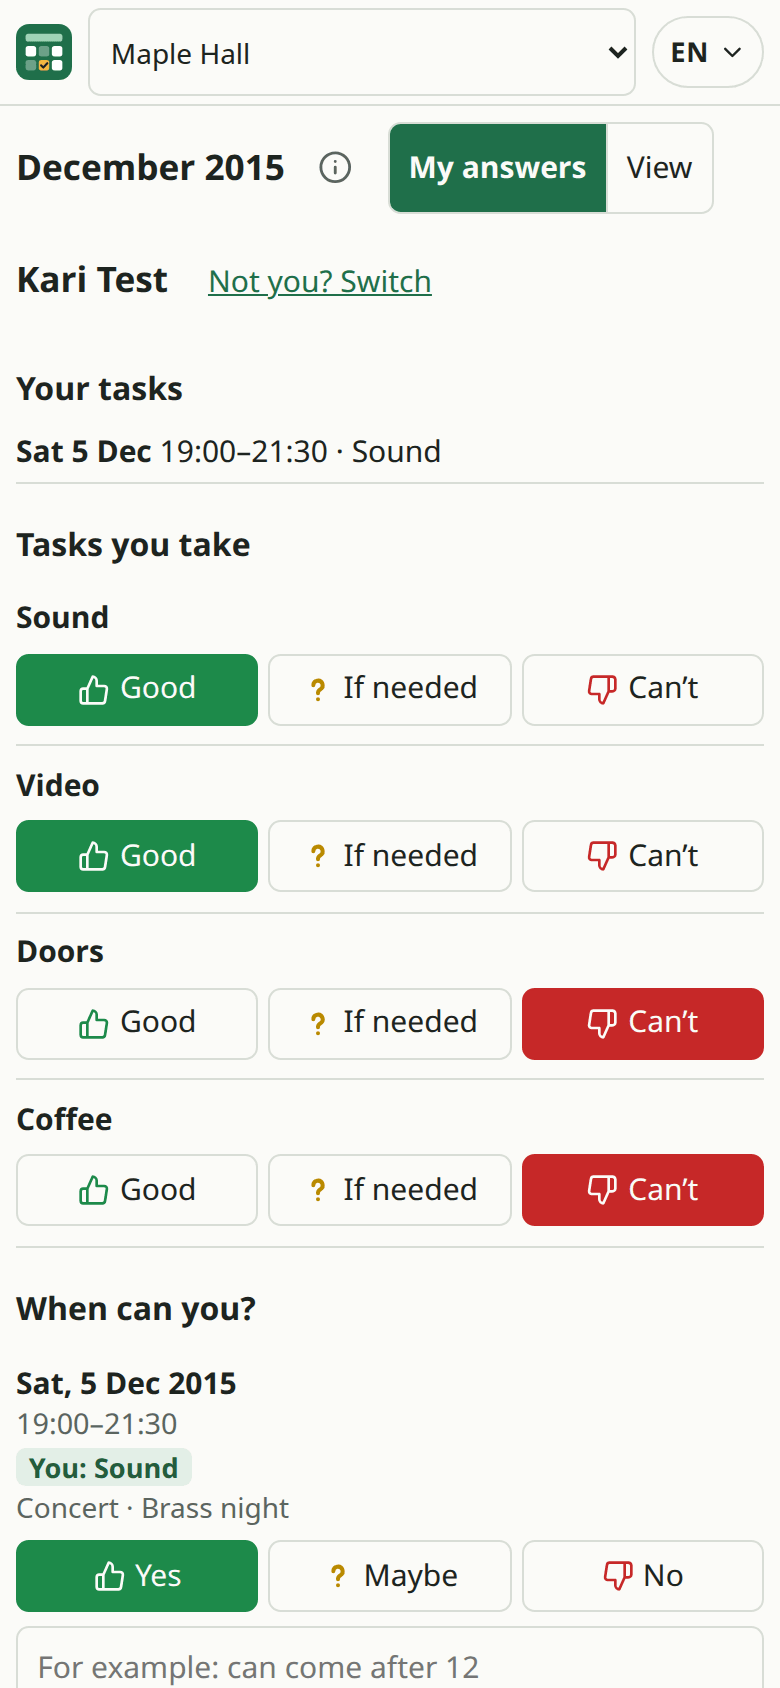 Maple Hall
EN
December 2015
My answers
View
Kari Test
Not you? Switch
Your tasks
Sat 5 Dec 19:00–21:30 · Sound
Tasks you take
Sound
Good
? If needed
Can’t
Video
Good
? If needed
Can’t
Doors
Good
? If needed
Can’t
Coffee
Good
? If needed
Can’t
When can you?
Sat, 5 Dec 2015
19:00–21:30
You: Sound
Concert · Brass night
Yes
? Maybe
No
For example: can come after 12